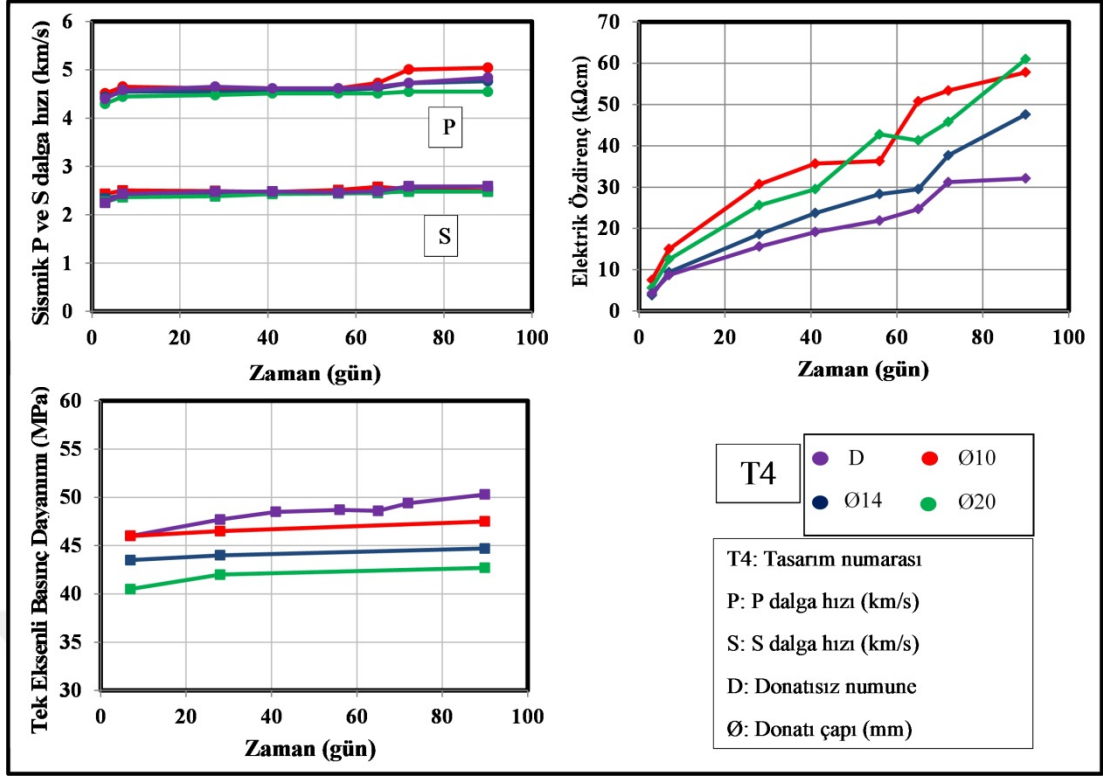 Sismik P ve S dalga hızı (km/s)
6
5
4
3
2
1
0
P
S
0 20 40 60 80 100
Zaman (gün)
Elektrik Özdirenç (kΩcm)
70
60
50
40
30
20
10
0
0 20 40 60 80 100
Zaman (gün)
Tek Eksenli Basınç Dayanımı (MPa)
60
55
50
45
40
35
30
0 20 40 60 80 100
Zaman (gün)
T4
D Ø10
Ø14 Ø20
T4: Tasarım numarası
P: P dalga hızı (km/s)
S: S dalga hızı (km/s)
D: Donatısız numune
Ø: Donatı çapı (mm)